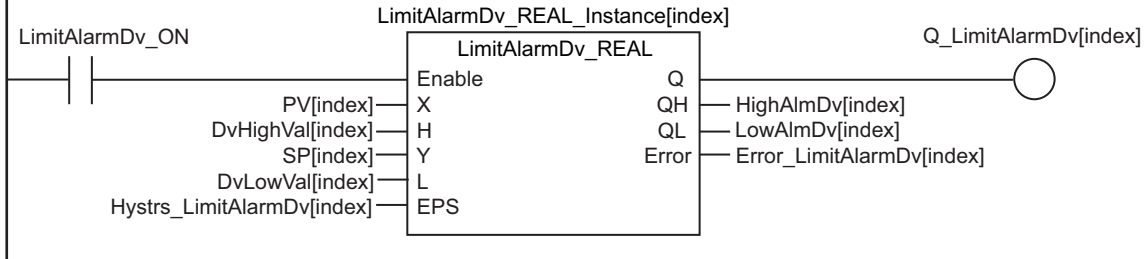 LimitAlarmDv_REAL_Instance[index]
LimitAlarmDv_ON
LimitAlarmDv_REAL
Q_LimitAlarmDv[index]
Enable Q
PV[index] X QH HighAlmDv[index]
DvHighVal[index] H QL LowAlmDv[index]
SP[index] Y Error Error_LimitAlarmDv[index]
DvLowVal[index] L
Hystrs_LimitAlarmDv[index] EPS